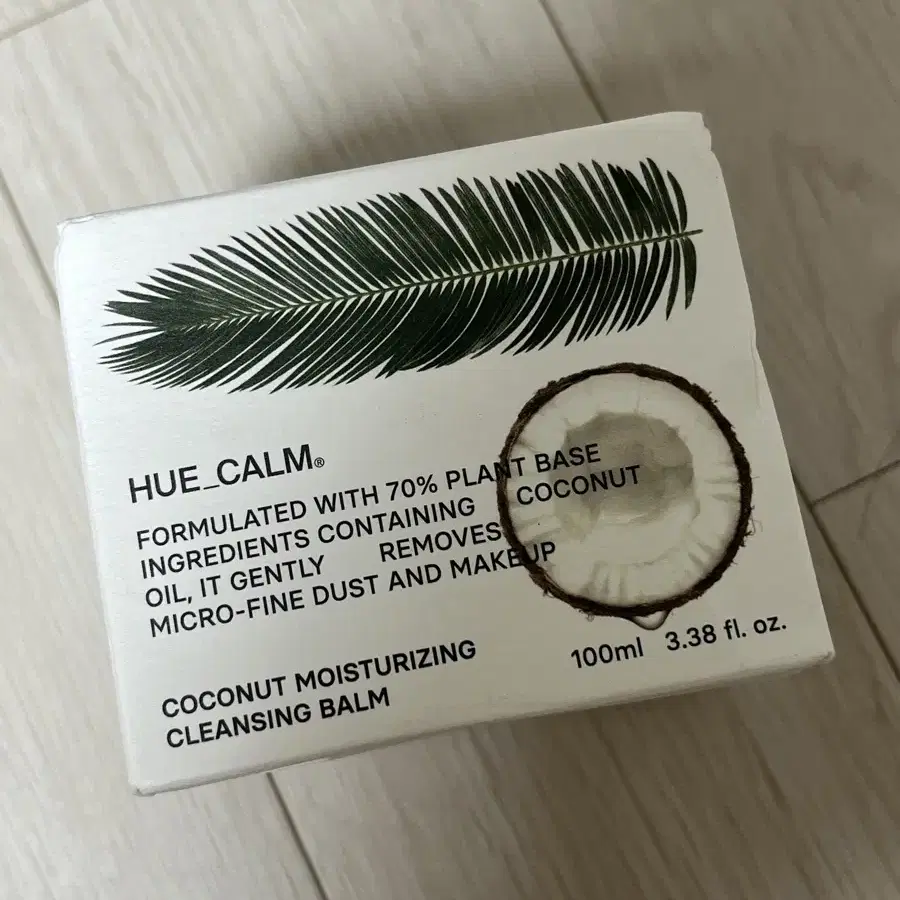 HUE_CALM®
FORMULATED WITH 70% PLANT BASE
INGREDIENTS CONTAINING COCONUT
OIL, IT GENTLY REMOVES
MICRO-FINE DUST AND MAKEUP
COCONUT MOISTURIZING
CLEANSING BALM
100ml 3.38 fl. oz.